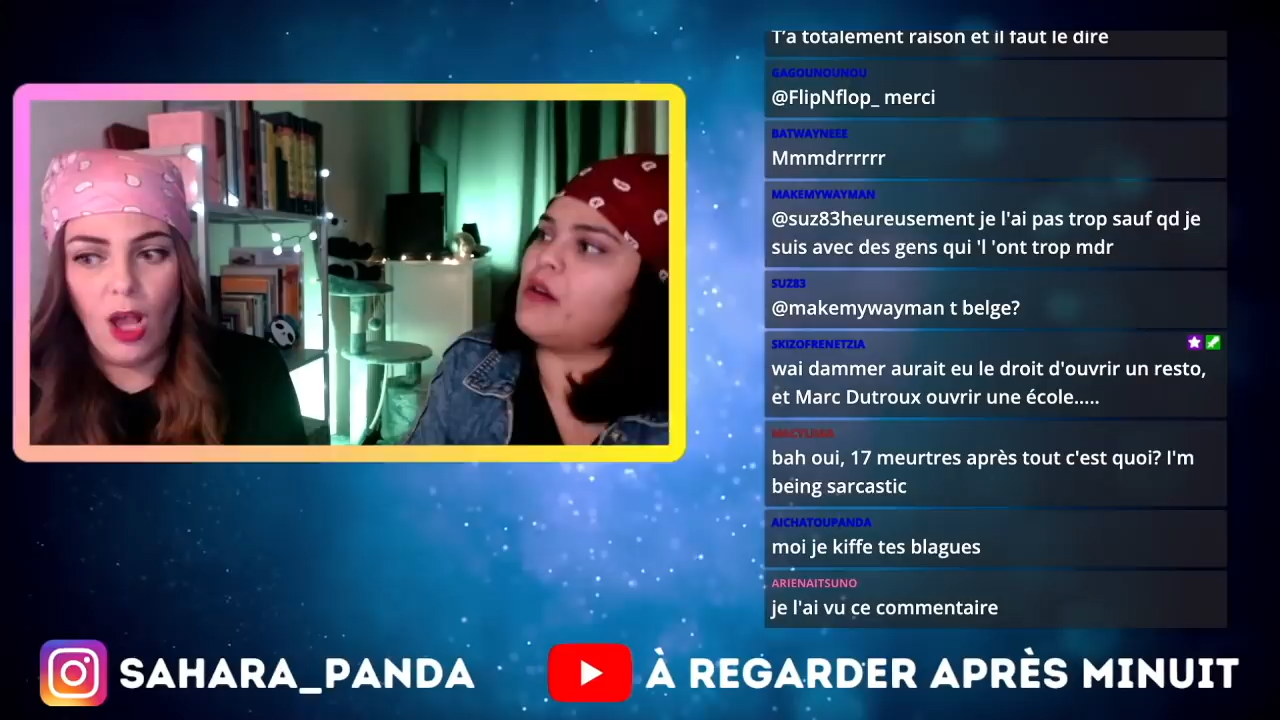 T'a totalement raison et il faut le dire
GAGOUNOUNOU
@FlipNflop_ merci
BATWAYNEEE
Mmmdrrrrrr
MAKEMYWAYMAN
@suz83heureusement je l'ai pas trop sauf qd je
suis avec des gens qui 'l 'ont trop mdr
SUZ83
@makemywayman t belge?
SKIZOFRENETZIA
wai dammer aurait eu le droit d'ouvrir un resto,
et Marc Dutroux ouvrir une école.....
bah oui, 17 meurtres après tout c'est quoi? I'm
being sarcastic
AICHATOUPANDA
moi je kiffe tes blagues
ARIENAITSUNO
je l'ai vu ce commentaire
SAHARA_PANDA
À REGARDER APRÈS MINUIT